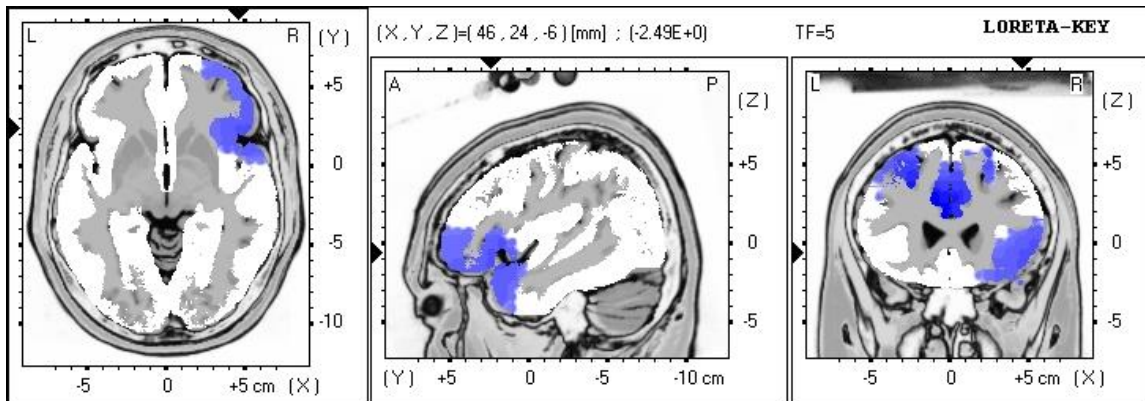 (X,Y,Z)=(46,24,-6)[mm] ; (-2.49E+0) TF=5 LORETA-KEY
L R (Y)
+5
0
-5
-10
-5 0 +5 cm (X)
A P (Z)
+5
0
-5
(Y) +5 0 -5 -10 cm
L R (Z)
+5
0
-5
-5 0 +5 cm (X)